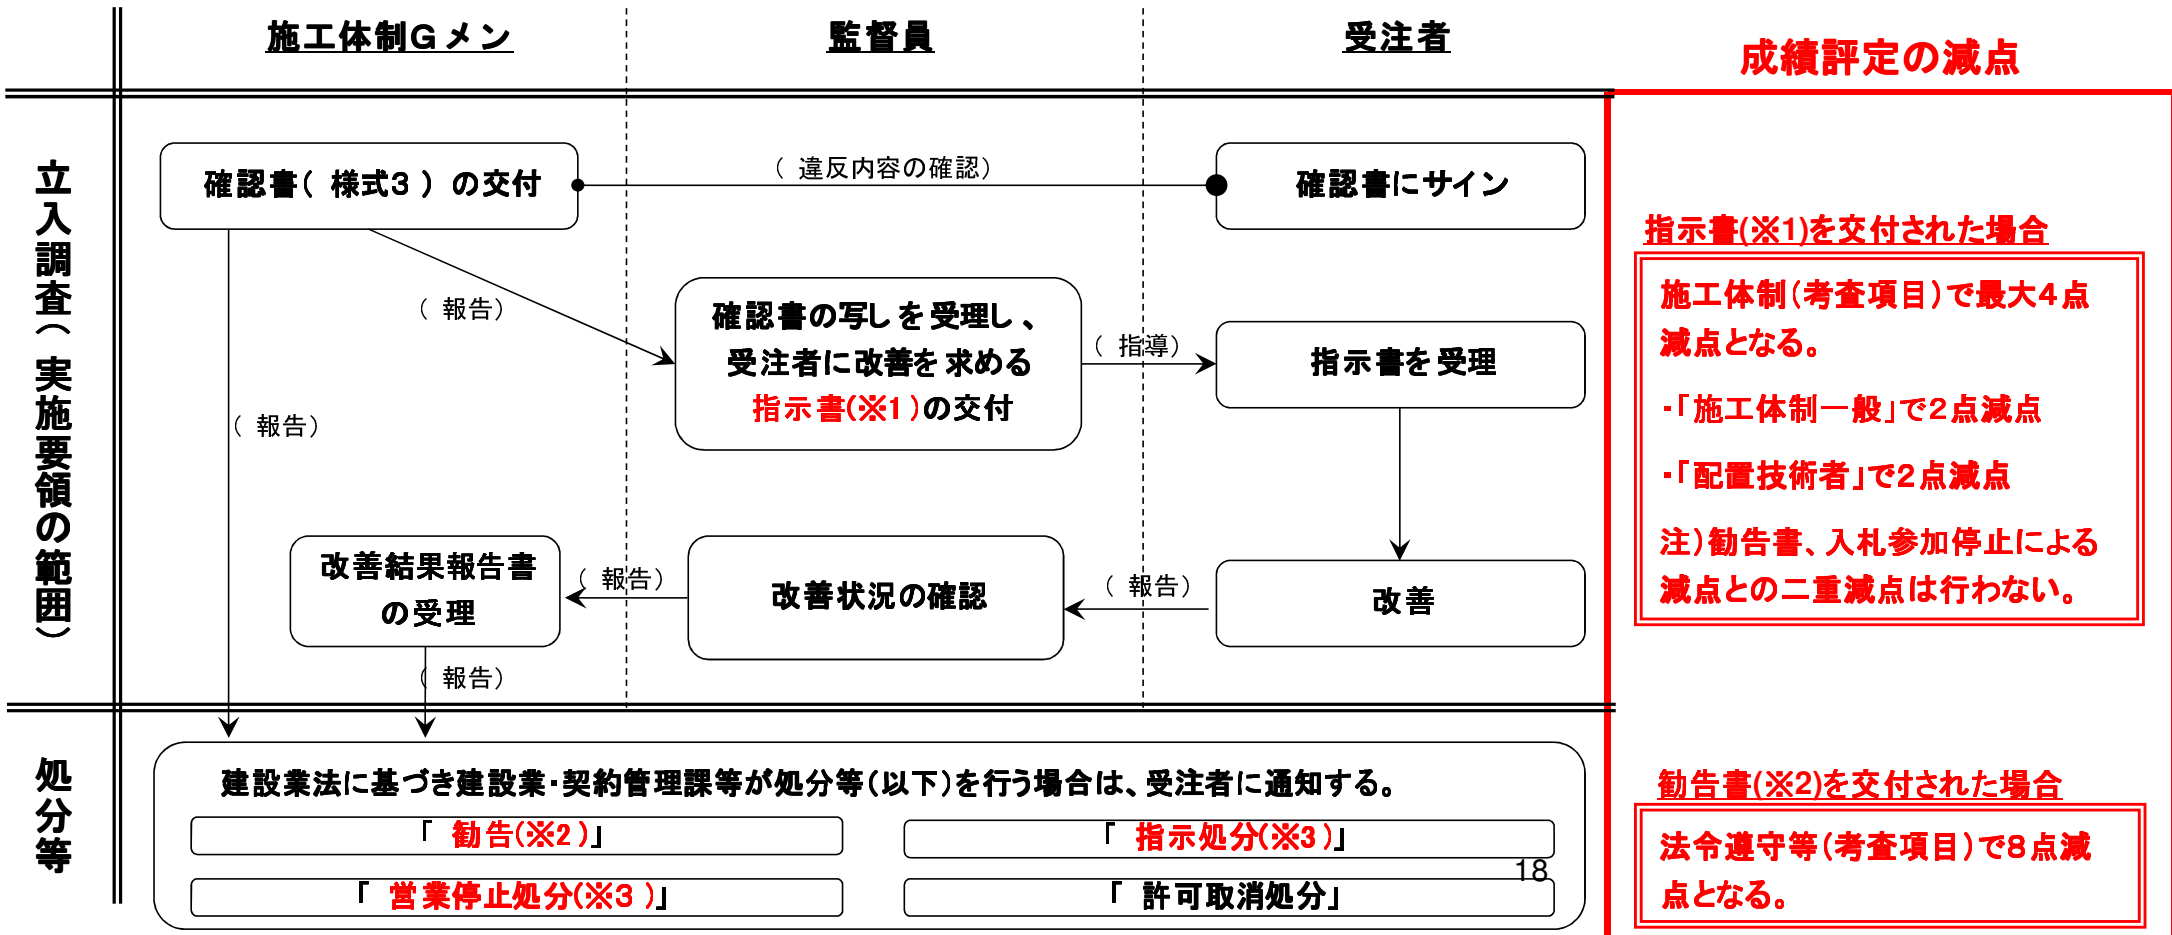 施工体制Gメン
監督員
受注者
成績評定の減点
立入調査(実施要領の範囲)
確認書(様式3)の交付
(違反内容の確認)
確認書にサイン
(報告)
確認書の写しを受理し、
受注者に改善を求める
指示書(※1)の交付
(指導)
指示書を受理
(報告)
改善結果報告書
の受理
(報告)
改善状況の確認
(報告)
改善
(報告)
指示書(※1)を交付された場合
施工体制(考査項目)で最大4点
減点となる。
・「施工体制一般」で2点減点
・「配置技術者」で2点減点
注)勧告書、入札参加停止による
減点との二重減点は行わない。
処分等
建設業法に基づき建設業・契約管理課等が処分等(以下)を行う場合は、受注者に通知する。
「勧告(※2)」
「指示処分(※3)」
18
「営業停止処分(※3)」
「許可取消処分」
勧告書(※2)を交付された場合
法令遵守等(考査項目)で8点減
点となる。